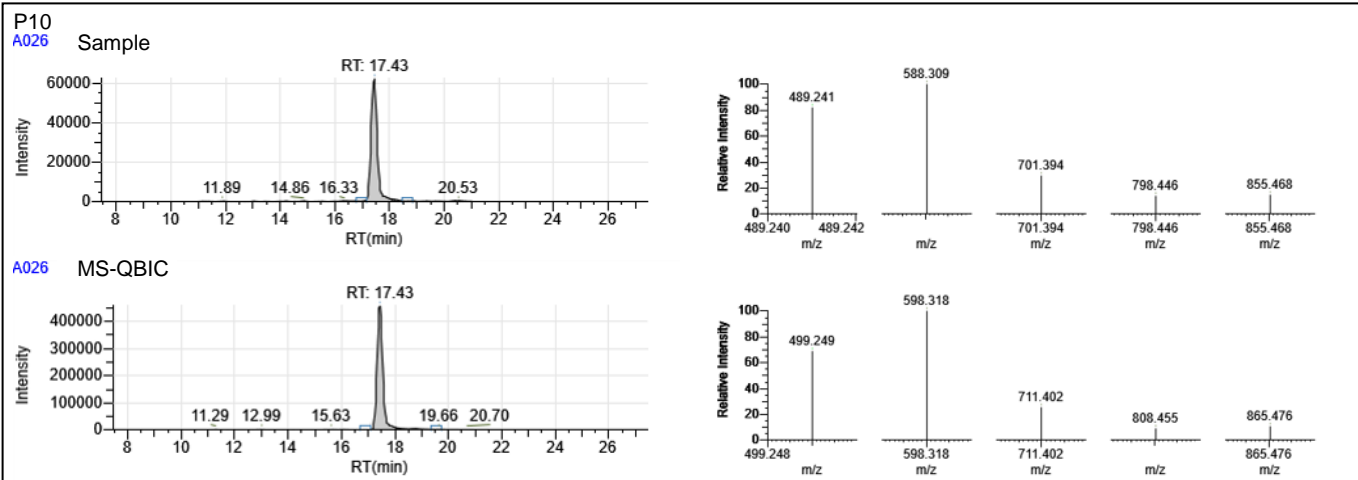 P10
A026 Sample
RT: 17.43
60000
40000
20000
0
Intensity
11.89 14.86 16.33 20.53
8 10 12 14 16 18 20 22 24 26
RT(min)
Relative Intensity
100
80
60
40
20
0
489.241
588.309
701.394
798.446
855.468
489.240 489.242 701.394 798.446 855.468
m/z m/z m/z m/z m/z
A026 MS-QBIC
RT: 17.43
400000
300000
200000
100000
0
Intensity
11.29 12.99 15.63 19.66 20.70
8 10 12 14 16 18 20 22 24 26
RT(min)
Relative Intensity
100
80
60
40
20
0
499.249
598.318
711.402
808.455
865.476
499.248 598.318 711.402 865.476
m/z m/z m/z m/z m/z